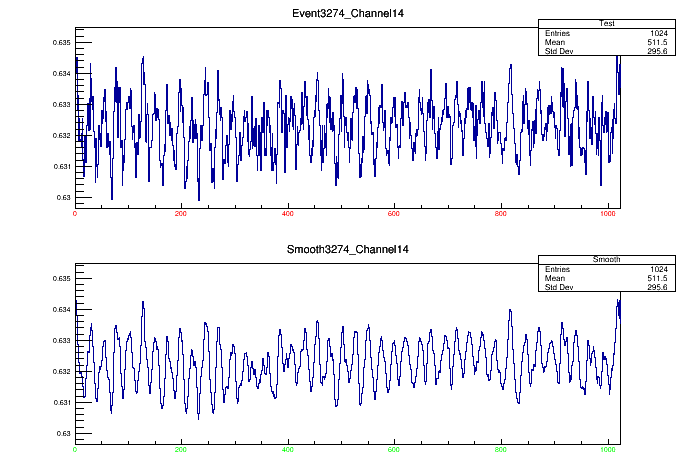 Event3274_Channel14
Test
Entries 1024
Mean 511.5
Std Dev 295.6
0.635
0.634
0.633
0.632
0.631
0.63
0 200 400 600 800 1000
Smooth3274_Channel14
Smooth
Entries 1024
Mean 511.5
Std Dev 295.6
0.635
0.634
0.633
0.632
0.631
0.63
0 200 400 600 800 1000